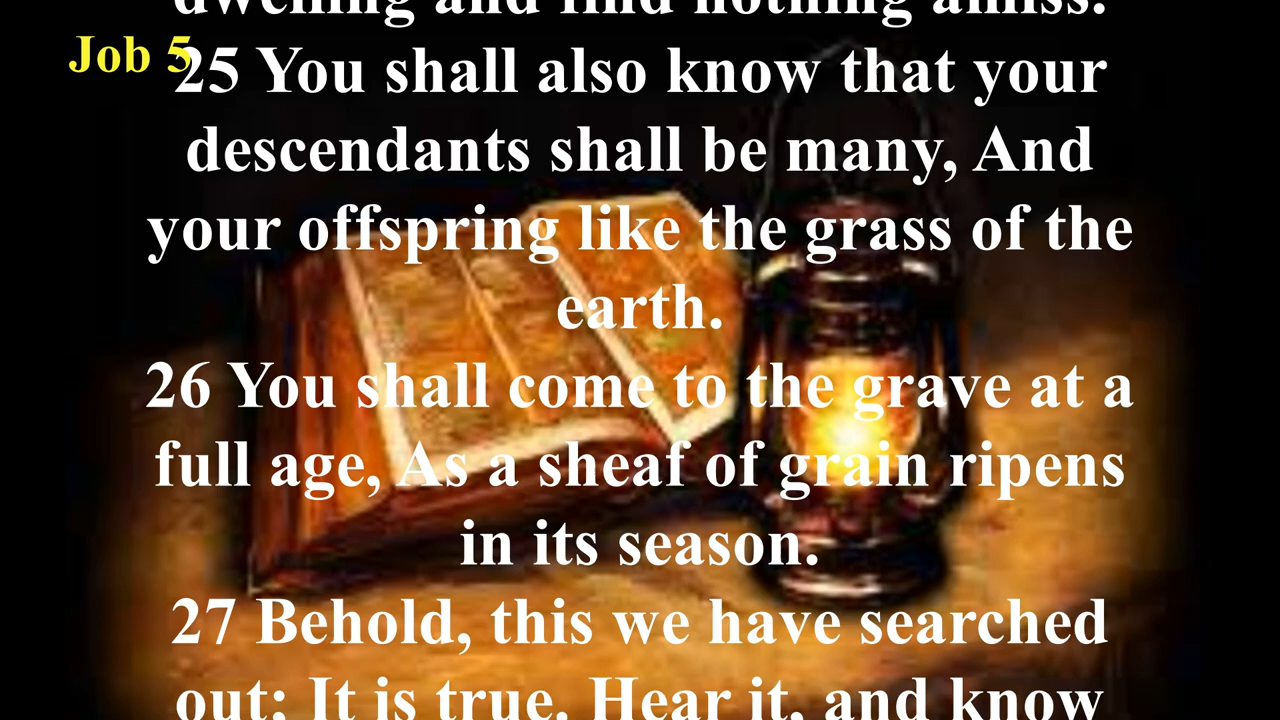 dwelling and find nothing amiss.
Job 5
25 You shall also know that your
descendants shall be many, And
your offspring like the grass of the
earth.
26 You shall come to the grave at a
full age, As a sheaf of grain ripens
in its season.
27 Behold, this we have searched
out; It is true. Hear it, and know